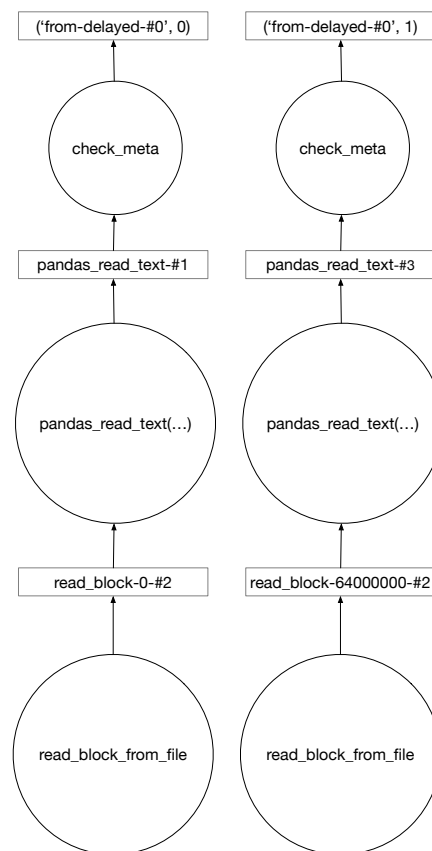 (‘from-delayed-#0’, 0)
(‘from-delayed-#0’, 1)
check_meta
check_meta
pandas_read_text-#1
pandas_read_text-#3
pandas_read_text(…)
pandas_read_text(…)
read_block-0-#2
read_block-64000000-#2
read_block_from_file
read_block_from_file